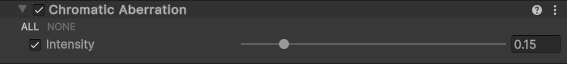 Chromatic Aberration
ALL NONE
Intensity 0.15